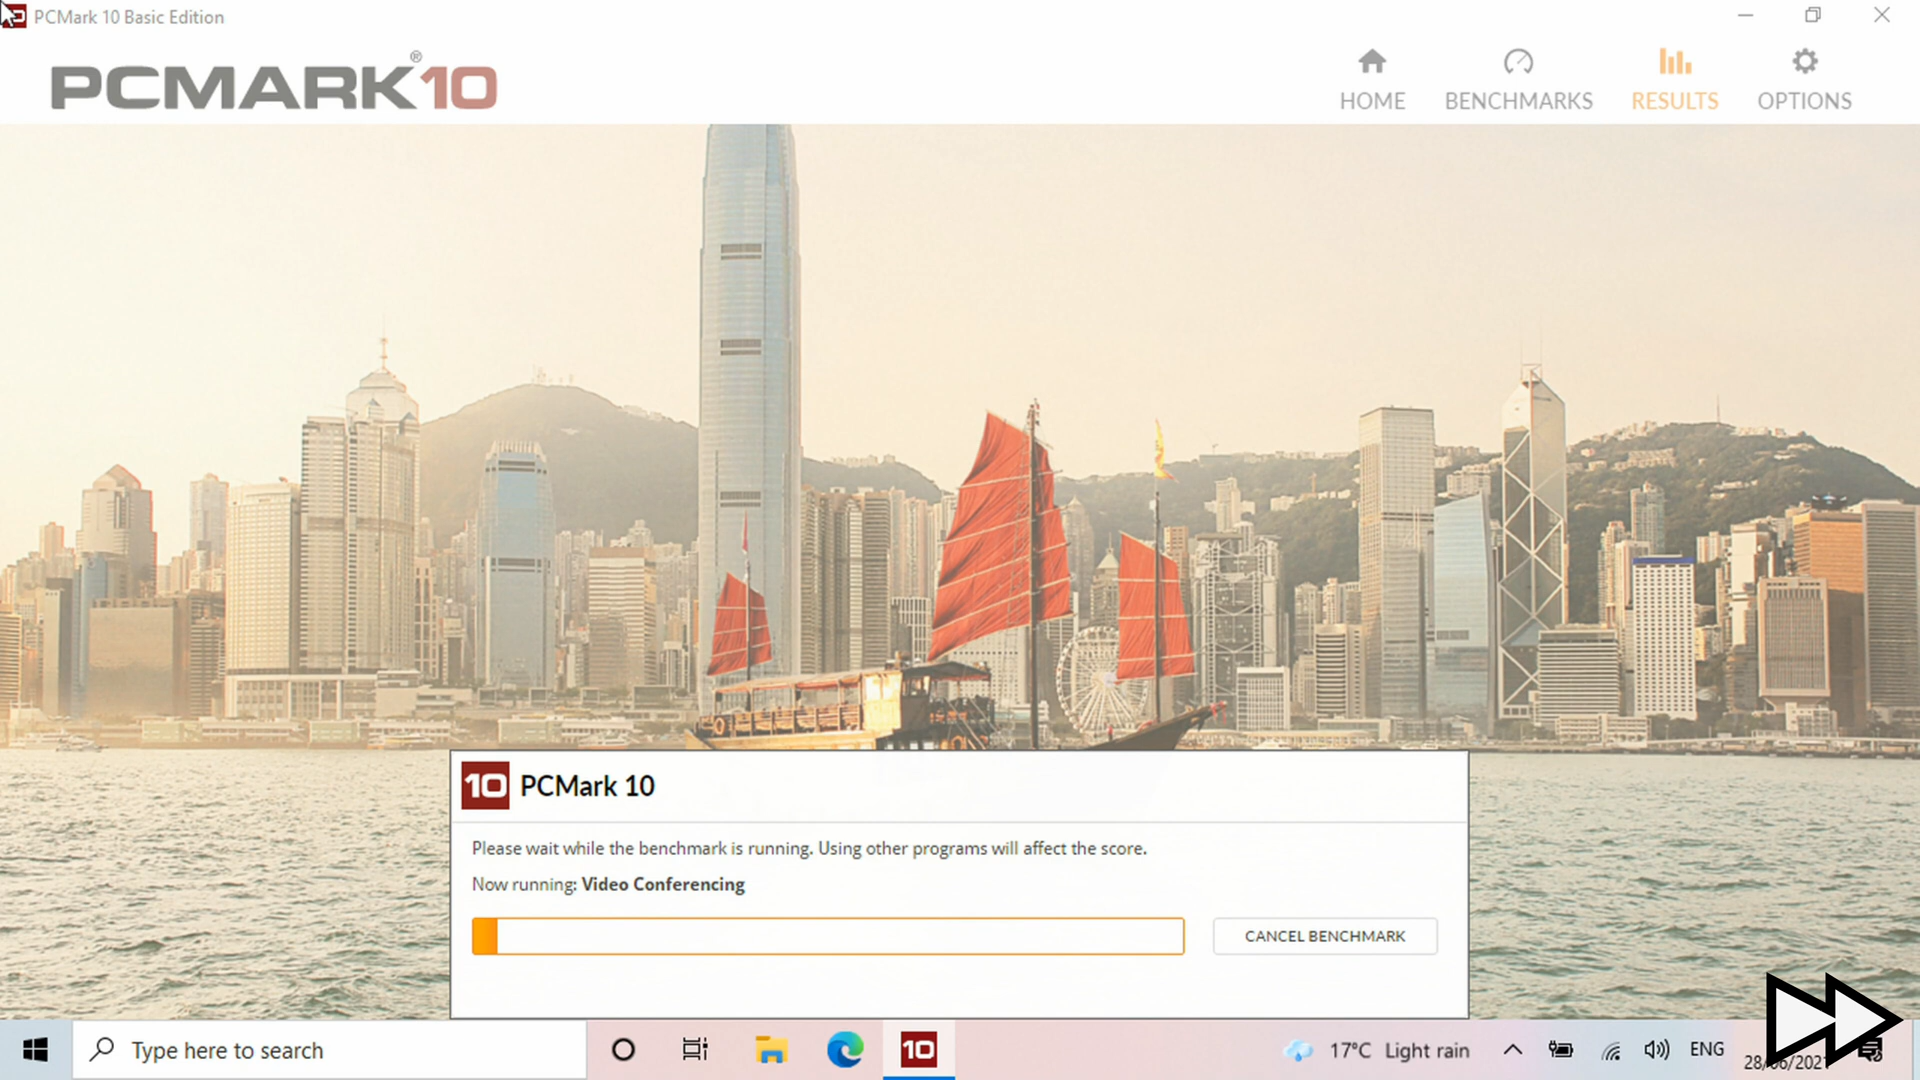 PCMark 10 Basic Edition
PCMARK®10
HOME
BENCHMARKS
RESULTS
OPTIONS
10 PCMark 10
Please wait while the benchmark is running. Using other programs will affect the score.
Now running: Video Conferencing
CANCEL BENCHMARK
Type here to search
10
17°C Light rain
ENG